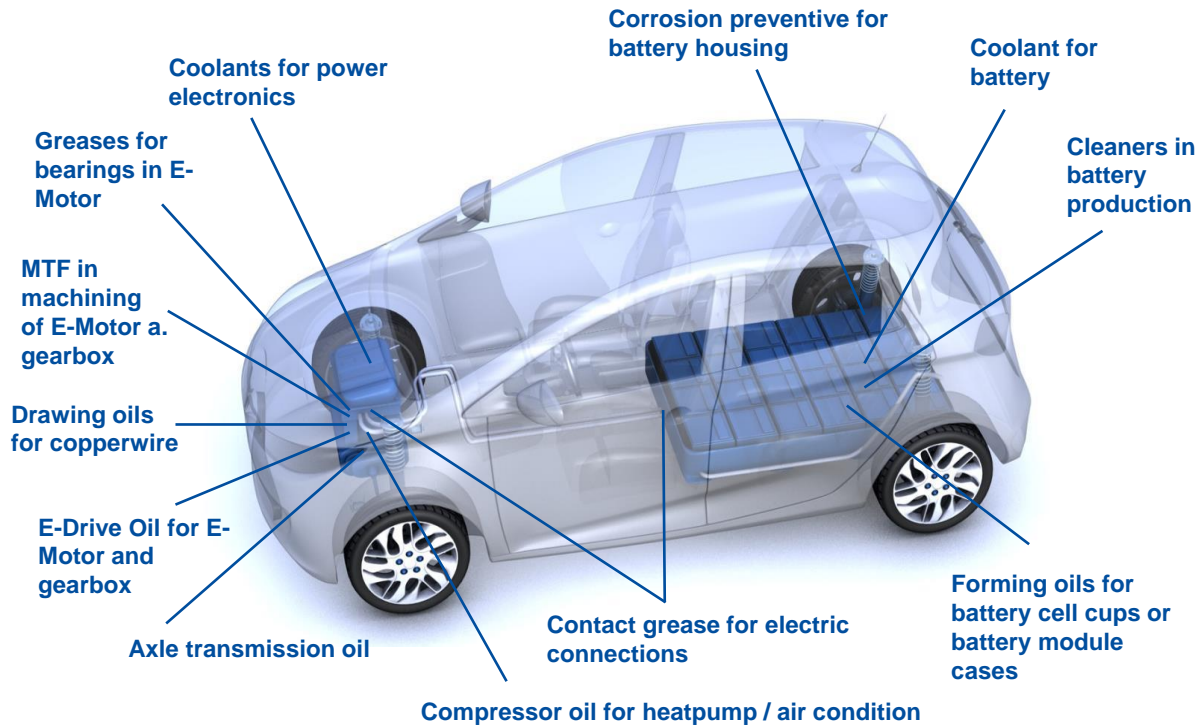 Corrosion preventive for
battery housing
Coolant for
battery
Coolants for power
electronics
Greases for
bearings in E-
Motor
Cleaners in
battery
production
MTF in
machining
of E-Motor a.
gearbox
Drawing oils
for copperwire
E-Drive Oil for E-
Motor and
gearbox
Axle transmission oil
Contact grease for electric
connections
Forming oils for
battery cell cups or
battery module
cases
Compressor oil for heatpump / air condition